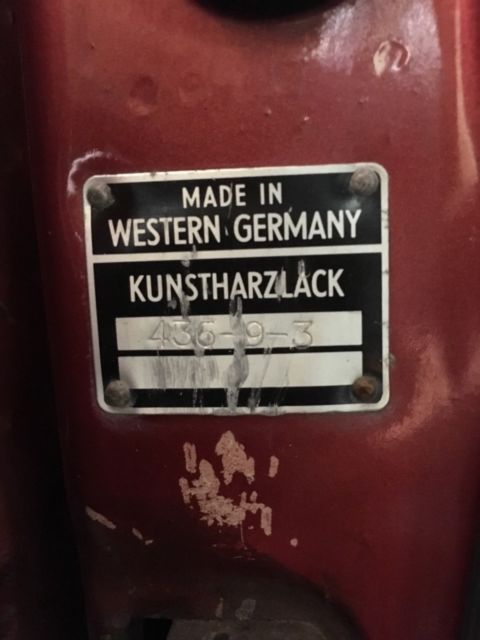 MADE IN
WESTERN GERMANY
KUNSTHARZLACK
436-9-3